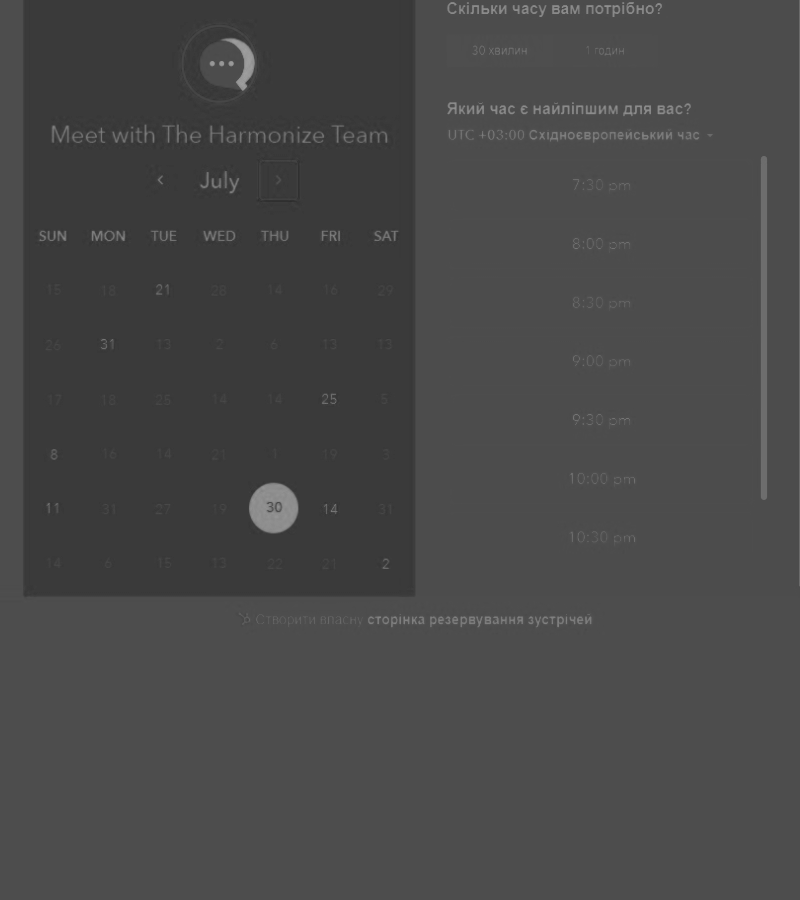 Meet with The Harmonize Team
July
SUN MON TUE WED THU FRI SAT
15 18 21 28 14 16 29
26 31 13 2 6 13 13
17 18 25 14 14 25 5
8 16 14 21 1 19 3
11 31 27 19 30 14 31
14 6 15 13 22 21 2
Скільки часу вам потрібно?
30 хвилин 1 годин
Який час є найліпшим для вас?
UTC +03:00 Східноєвропейський час
7:30 pm
8:00 pm
8:30 pm
9:00 pm
9:30 pm
10:00 pm
10:30 pm
Створити власну сторінка резервування зустрічей